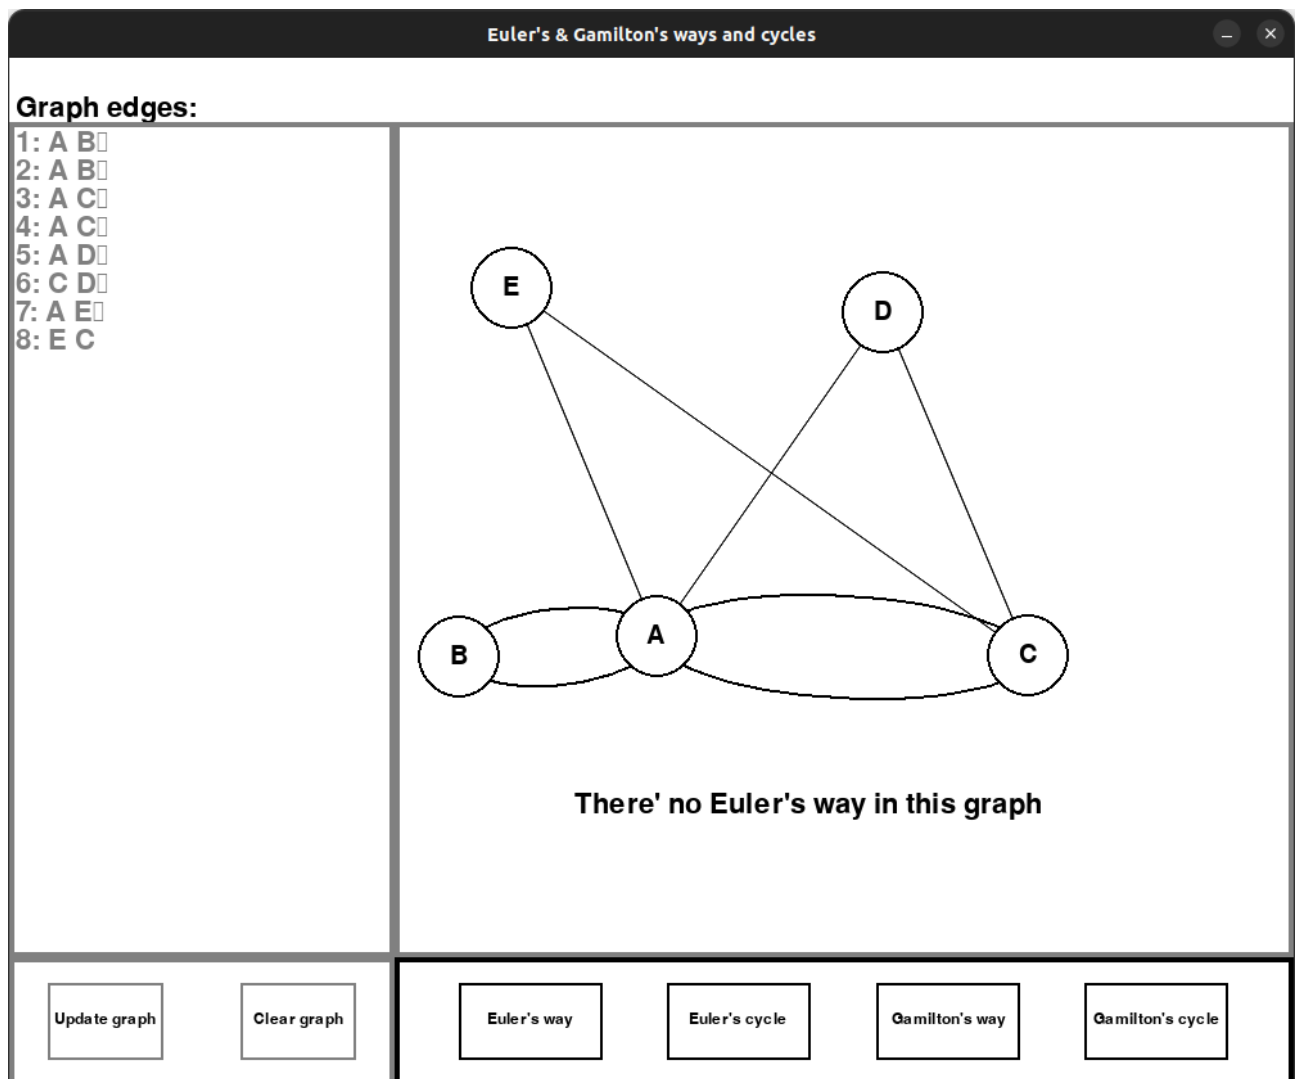 Euler's & Gamilton's ways and cycles
Graph edges:
1: A B▯
2: A B▯
3: A C▯
4: A C▯
5: A D▯
6: C D▯
7: A E▯
8: E C
E
D
A
B
C
There' no Euler's way in this graph
Update graph
Clear graph
Euler's way
Euler's cycle
Gamilton's way
Gamilton's cycle